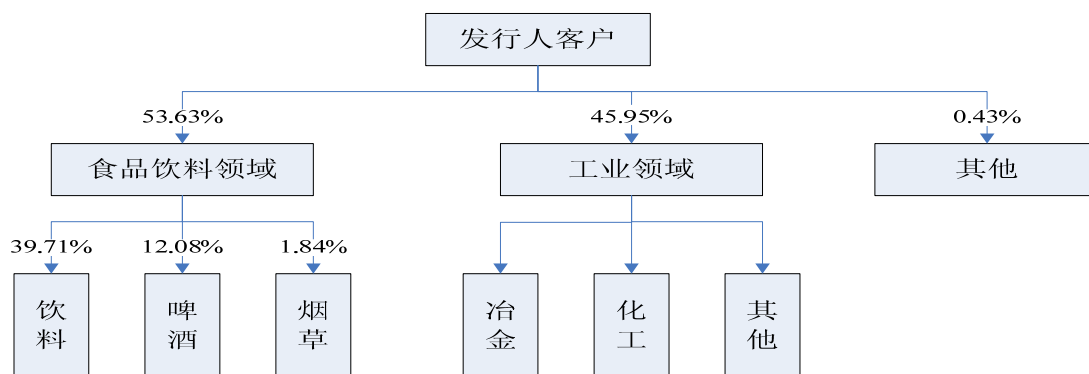 发行人客户
53.63%
45.95%
0.43%
食品饮料领域
工业领域
其他
39.71%
12.08%
1.84%
饮料
啤酒
烟草
冶金
化工
其他